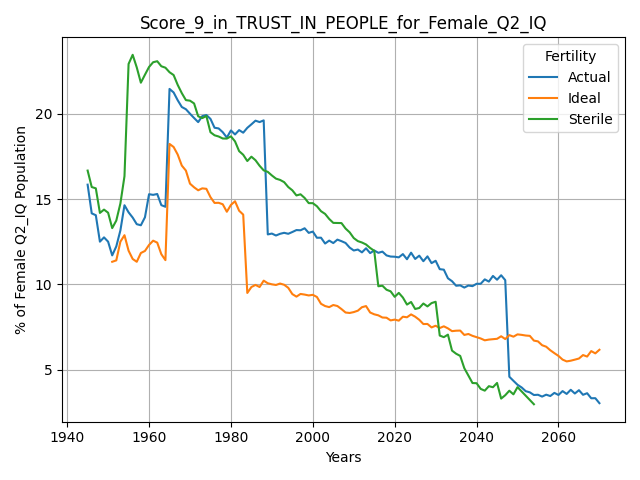 Score_9_in_TRUST_IN_PEOPLE_for_Female_Q2_IQ
% of Female Q2_IQ Population
20
15
10
5
Fertility
Actual
Ideal
Sterile
1940 1960 1980 2000 2020 2040 2060
Years